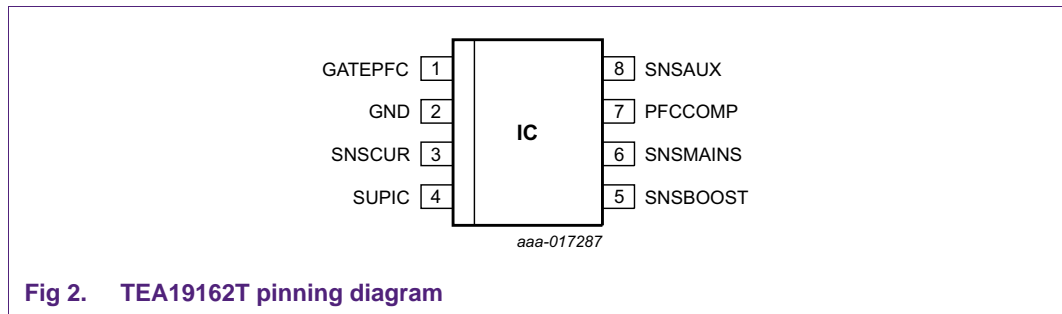 GATEPFC 1 8 SNSAUX
GND 2 7 PFCCOMP
IC
SNSCUR 3 6 SNSMAINS
SUPIC 4 5 SNSBOOST
aaa-017287
Fig 2. TEA19162T pinning diagram